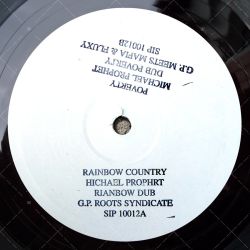 POVERTY
MICHAEL PROPHET
DUB POVERTY
G.P. MEETS MAFIA & FLUXY
SIP 10012B
RAINBOW COUNTRY
HICHAEL PROPHRT
RIANBOW DUB
G.P. ROOTS SYNDICATE
SIP 10012A